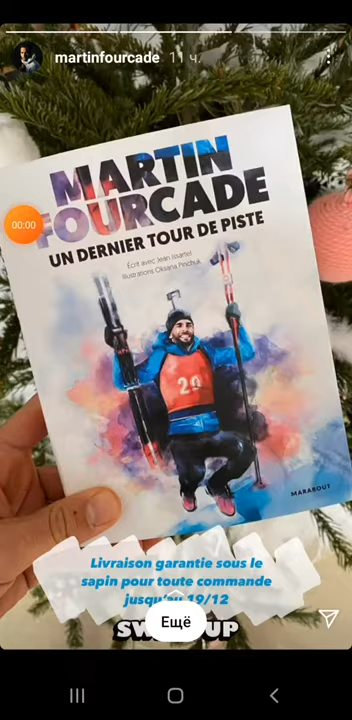 martinfourcade 11 ч.
00:00
MARTIN
FOURCADE
UN DERNIER TOUR DE PISTE
Écrit avec Jean Issartel
Illustrations Oksana
20
MARABOUT
Livraison garantie sous le
sapin pour toute commande
jusqu'au 19/12
Ещё